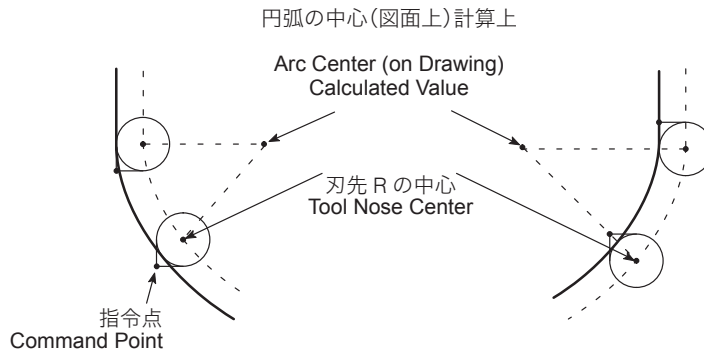 円弧の中心（図面上）計算上
Arc Center (on Drawing)
Calculated Value
刃先 R の中心
Tool Nose Center
指令点
Command Point